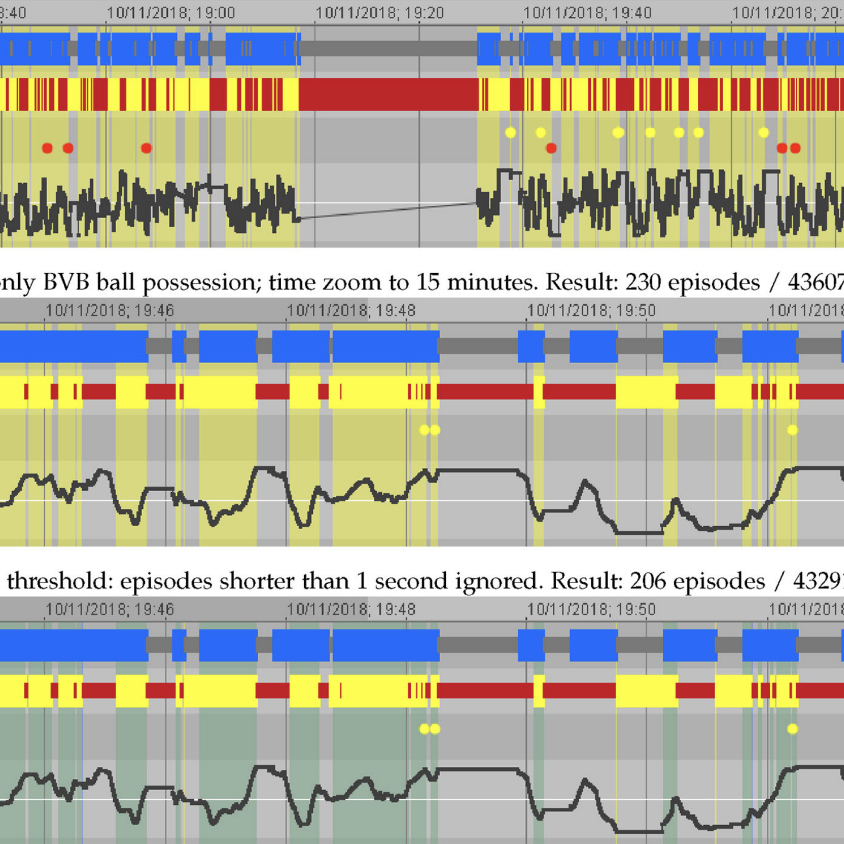 8:40 10/11/2018; 19:00 10/11/2018; 19:20 10/11/2018; 19:40 10/11/2018; 20:
only BVB ball possession; time zoom to 15 minutes. Result: 230 episodes / 43607
10/11/2018; 19:46 10/11/2018; 19:48 10/11/2018; 19:50 10/11/2018
threshold: episodes shorter than 1 second ignored. Result: 206 episodes / 43291
10/11/2018; 19:46 10/11/2018; 19:48 10/11/2018; 19:50 10/11/2018